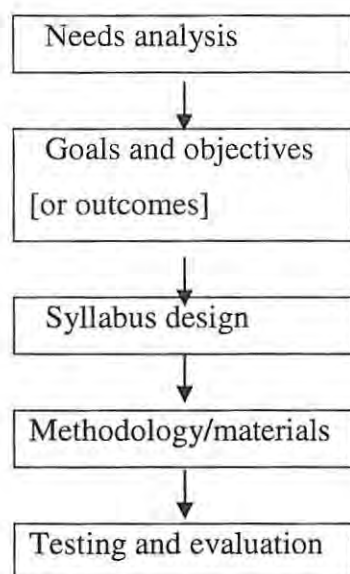 Needs analysis
Goals and objectives
[or outcomes]
Syllabus design
Methodology/materials
Testing and evaluation